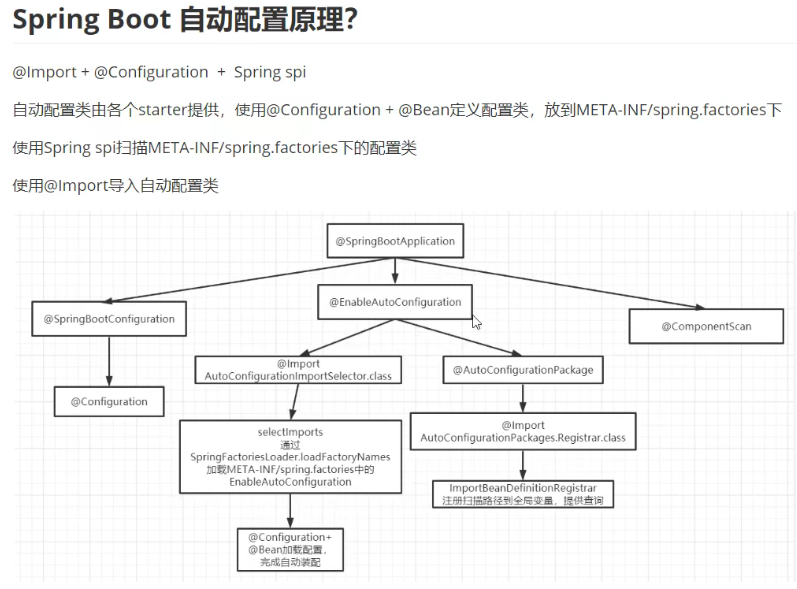 Spring Boot 自动配置原理?
@Import + @Configuration + Spring spi
自动配置类由各个starter提供，使用@Configuration + @Bean定义配置类，放到META-INF/spring.factories下
使用Spring spi扫描META-INF/spring.factories下的配置类
使用@Import导入自动配置类
@SpringBootApplication
@SpringBootConfiguration
@EnableAutoConfiguration
@ComponentScan
@Configuration
@Import
AutoConfigurationImportSelector.class
@AutoConfigurationPackage
selectImports
通过
SpringFactoriesLoader.loadFactoryNames
加载META-INF/spring.factories中的
EnableAutoConfiguration
@Import
AutoConfigurationPackages.Registrar.class
ImportBeanDefinitionRegistrar
注册扫描路径到全局变量，提供查询
@Configuration+
@Bean加载配置，
完成自动装配